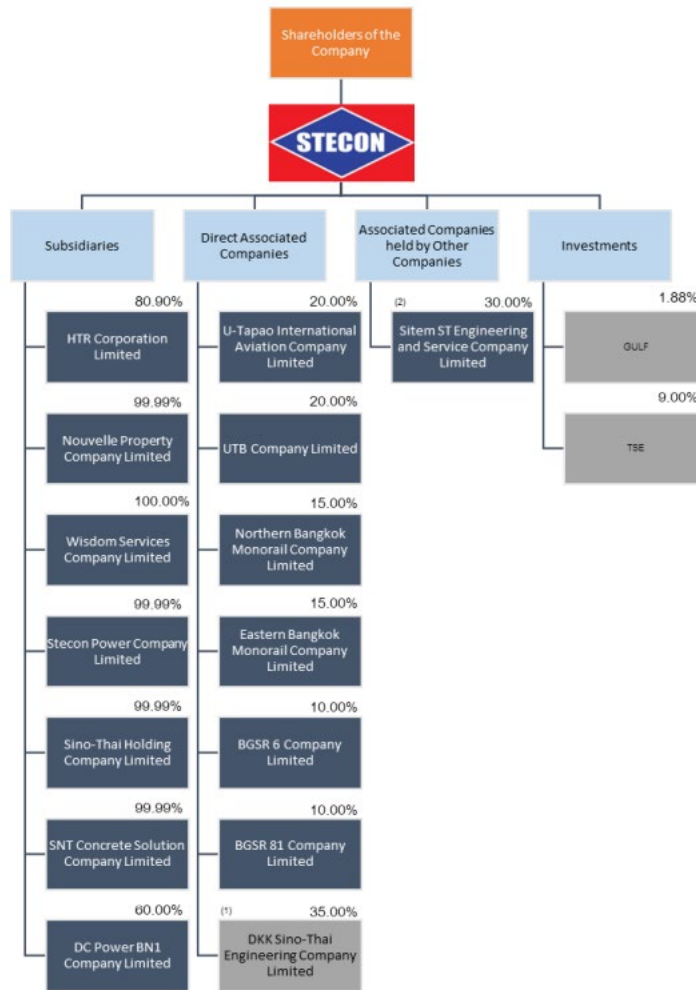 Shareholders of the
Company
STECON
Subsidiaries
Direct Associated
Companies
Associated Companies
held by Other
Companies
Investments
80.90%
HTR Corporation
Limited
99.99%
Nouvelle Property
Company Limited
100.00%
Wisdom Services
Company Limited
99.99%
Stecon Power Company
Limited
99.99%
Sino-Thai Holding
Company Limited
99.99%
SNT Concrete Solution
Company Limited
60.00%
DC Power BN1
Company Limited
20.00%
U-Tapao International
Aviation Company
Limited
20.00%
UTB Company Limited
15.00%
Northern Bangkok
Monorail Company
Limited
15.00%
Eastern Bangkok
Monorail Company
Limited
10.00%
BGSR 6 Company
Limited
10.00%
BGSR 81 Company
Limited
(1) 35.00%
DKK Sino-Thai
Engineering Company
Limited
(2) 30.00%
Sitem ST Engineering
and Service Company
Limited
1.88%
GULF
9.00%
TSE